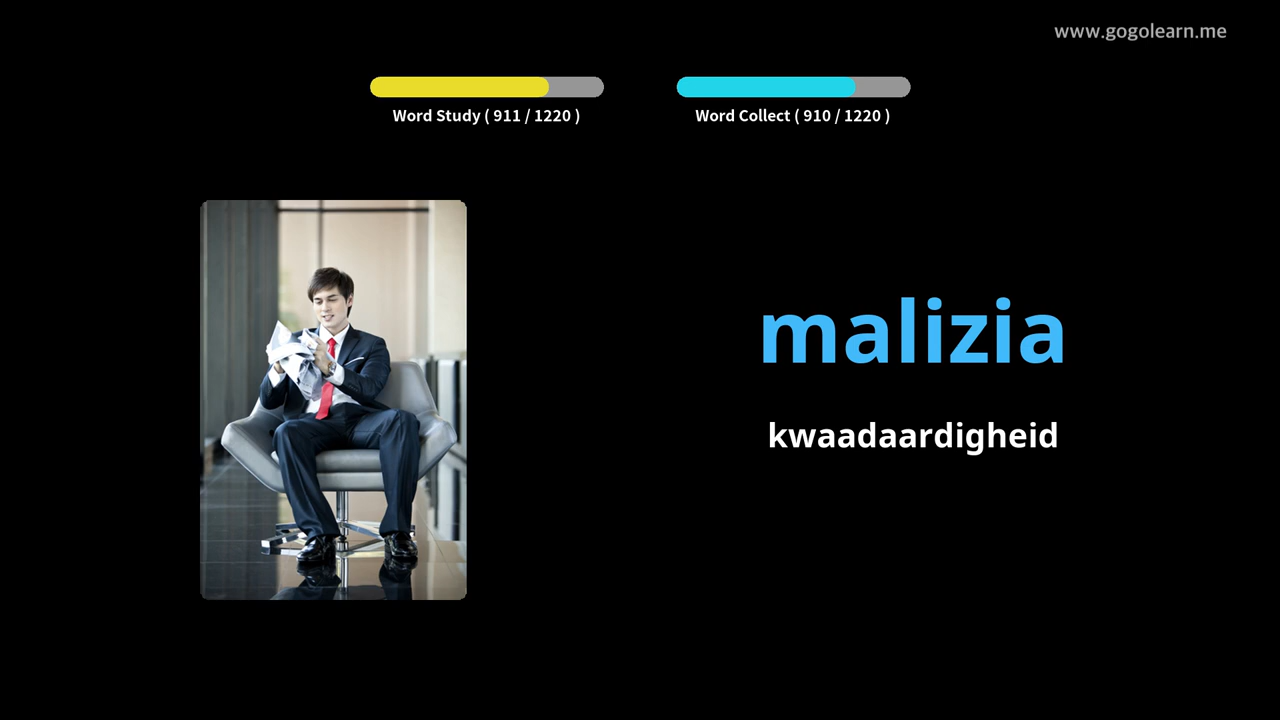 www.gogolearn.me
Word Study ( 911 / 1220 )
Word Collect ( 910 / 1220 )
malizia
kwaadaardigheid